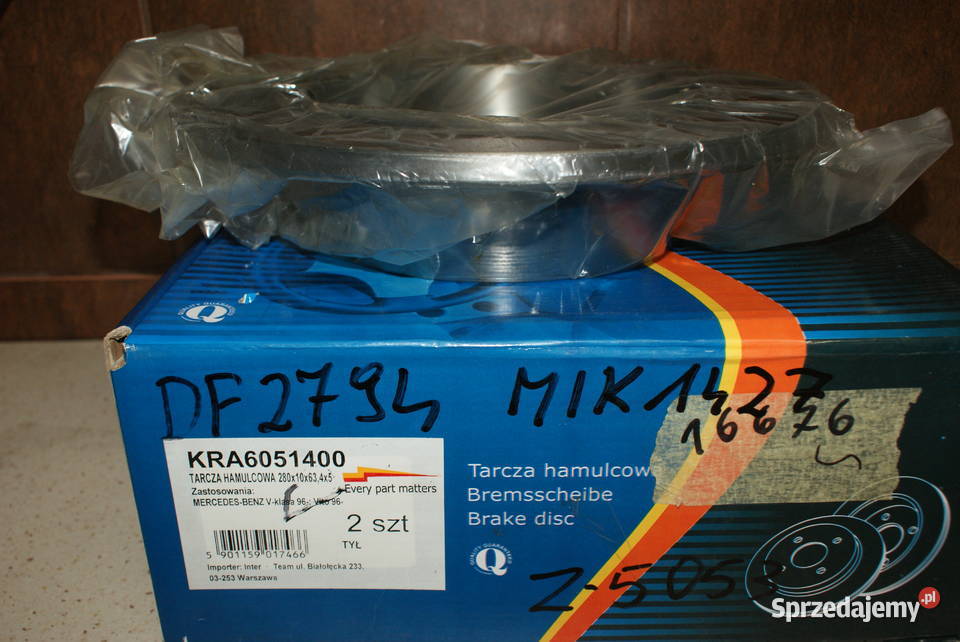 DF2794 MIK1427
16676
KRA6051400
TARCZA HAMULCOWA 280x10x63,4x5
Zastosowania:
MERCEDES-BENZ V-klasa 96-; Vito 96-
Every part matters
2 szt
TYŁ
5 901159 017466
Importer: Inter - Team ul. Białołęcka 233,
03-253 Warszawa
Tarcza hamulcowa
Bremsscheibe
Brake disc
Q
Z-5053
Sprzedajemy.pl